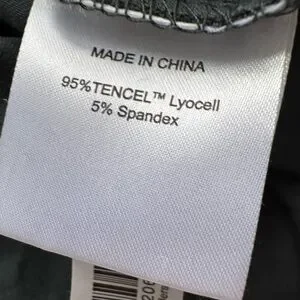 MADE IN CHINA
95%TENCEL™ Lyocell
5% Spandex